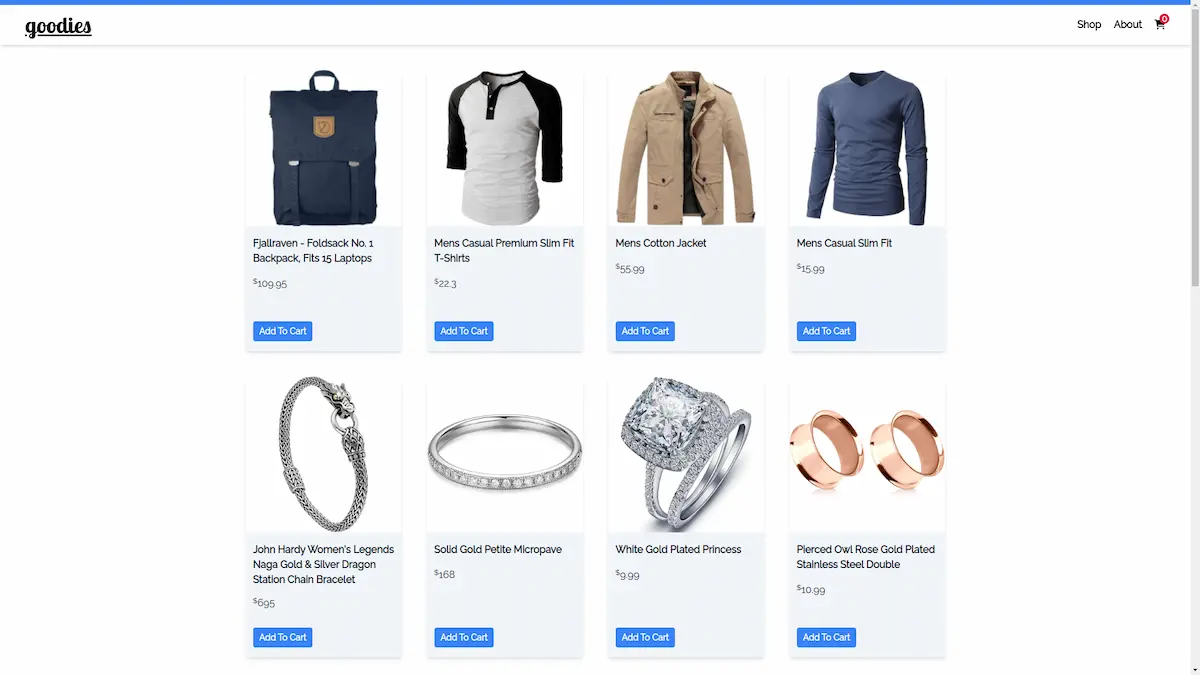 goodies
Shop About 0
Fjallraven - Foldsack No. 1
Backpack, Fits 15 Laptops
$109.95
Add To Cart
Mens Casual Premium Slim Fit
T-Shirts
$22.3
Add To Cart
Mens Cotton Jacket
$55.99
Add To Cart
Mens Casual Slim Fit
$15.99
Add To Cart
John Hardy Women's Legends
Naga Gold & Silver Dragon
Station Chain Bracelet
$695
Add To Cart
Solid Gold Petite Micropave
$168
Add To Cart
White Gold Plated Princess
$9.99
Add To Cart
Pierced Owl Rose Gold Plated
Stainless Steel Double
$10.99
Add To Cart